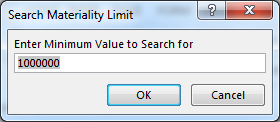 Search Materiality Limit
?
Enter Minimum Value to Search for
1000000
OK
Cancel